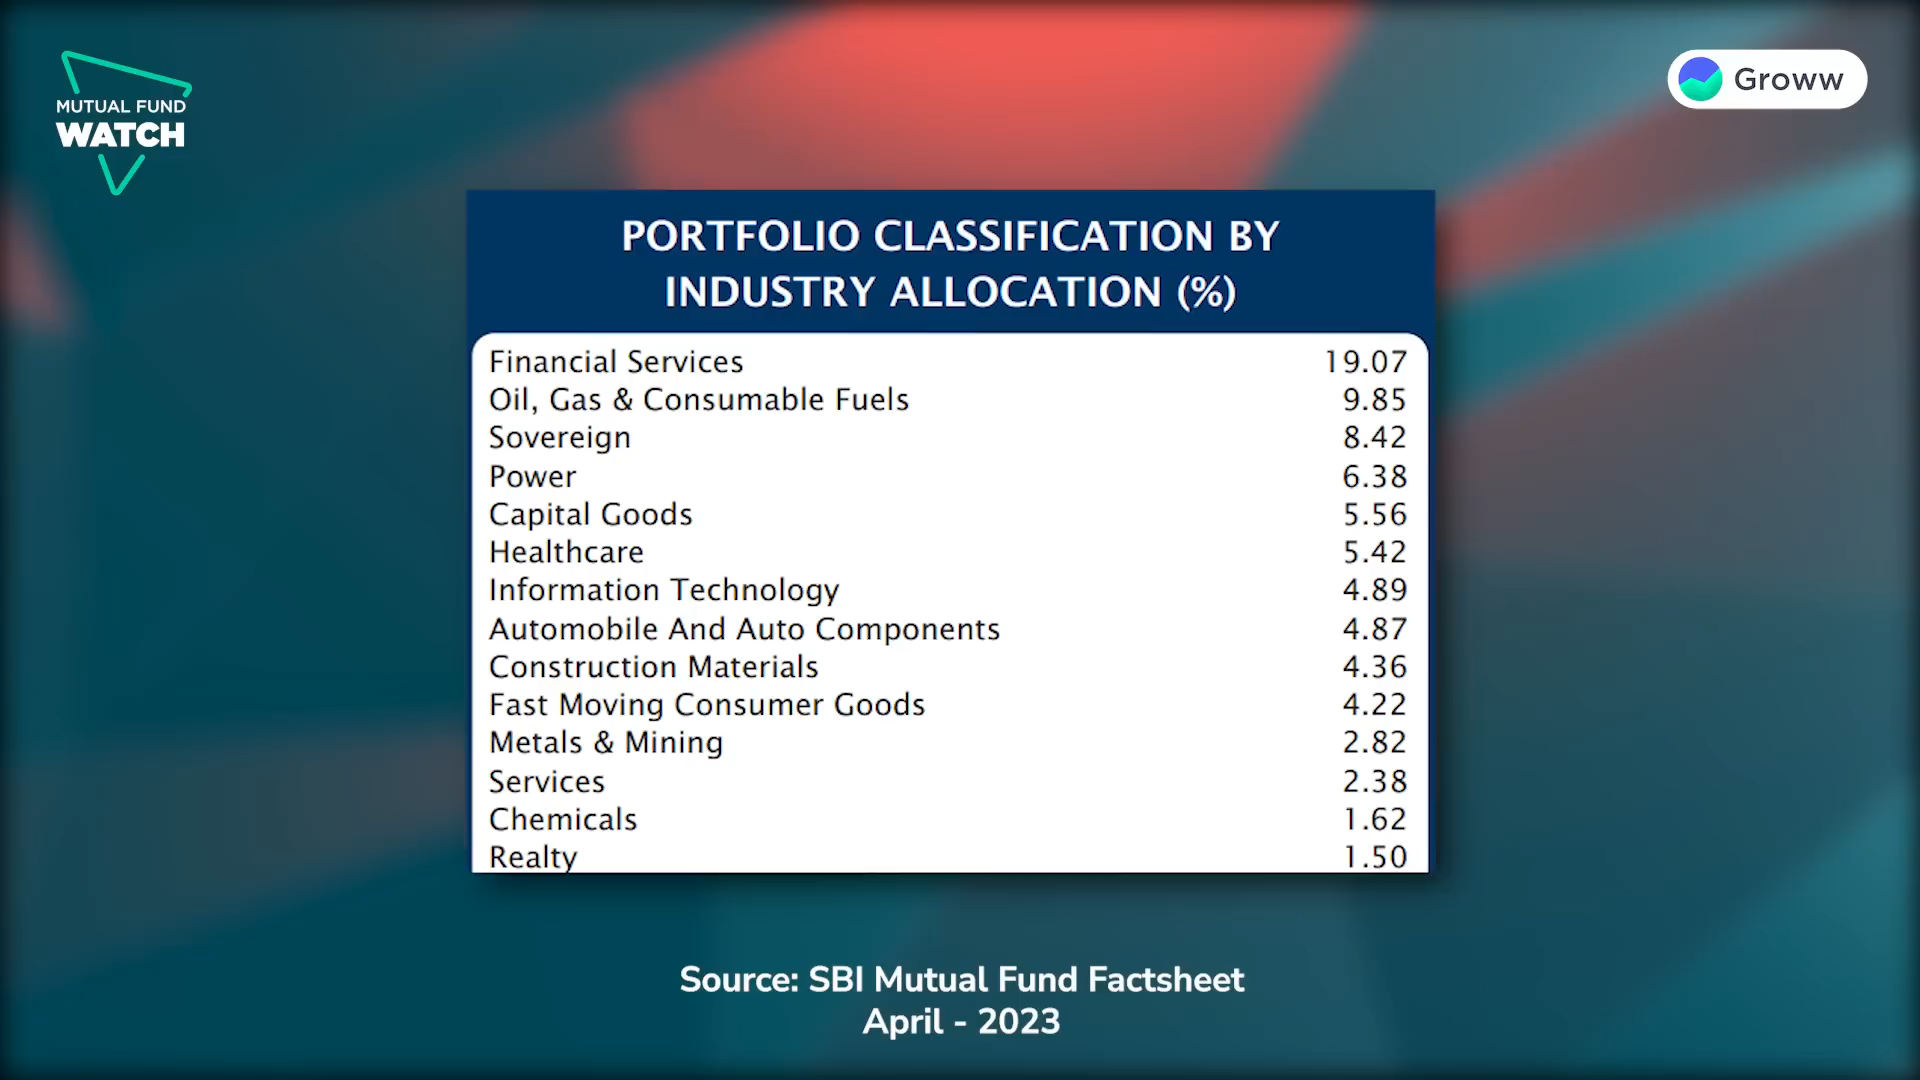 MUTUAL FUND
WATCH
Groww
PORTFOLIO CLASSIFICATION BY
INDUSTRY ALLOCATION (%)
Financial Services 19.07
Oil, Gas & Consumable Fuels 9.85
Sovereign 8.42
Power 6.38
Capital Goods 5.56
Healthcare 5.42
Information Technology 4.89
Automobile And Auto Components 4.87
Construction Materials 4.36
Fast Moving Consumer Goods 4.22
Metals & Mining 2.82
Services 2.38
Chemicals 1.62
Realty 1.50
Source: SBI Mutual Fund Factsheet
April - 2023